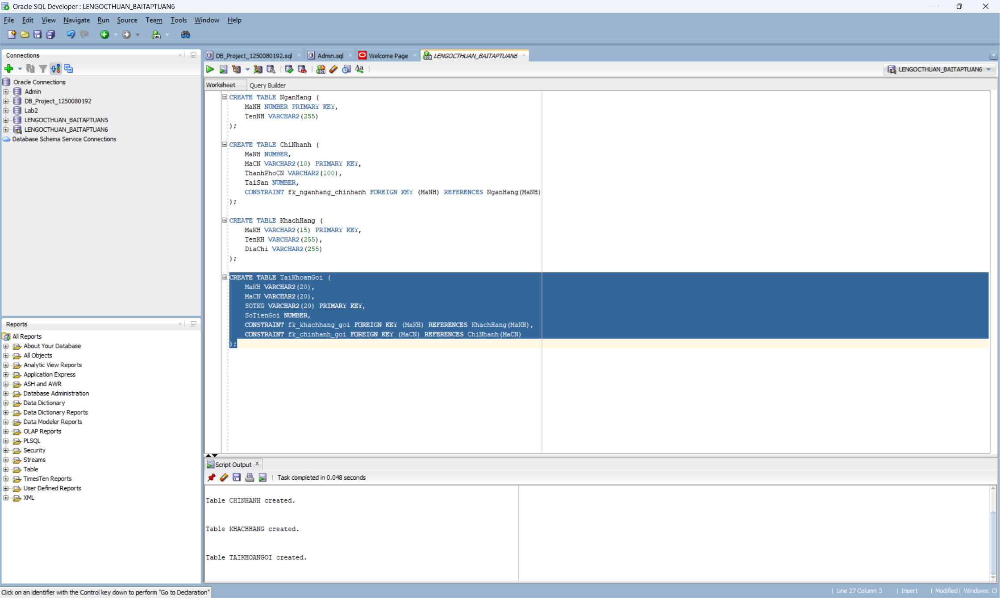 Oracle SQL Developer : LENGOCTHUAN_BAITAPTUAN6
File Edit View Navigate Run Source Team Tools Window Help
Connections
Oracle Connections
Admin
DB_Project_1250080192
Lab2
LENGOCTHUAN_BAITAPTUAN5
LENGOCTHUAN_BAITAPTUAN6
Database Schema Service Connections
Reports
All Reports
About Your Database
All Objects
Analytic View Reports
Application Express
ASH and AWR
Database Administration
Data Dictionary
Data Dictionary Reports
Data Modeler Reports
OLAP Reports
PLSQL
Security
Streams
Table
TimesTen Reports
User Defined Reports
XML
DB_Project_1250080192.sql Admin.sql Welcome Page LENGOCTHUAN_BAITAPTUAN6
LENGOCTHUAN_BAITAPTUAN6
Worksheet Query Builder
CREATE TABLE NganHang (
    MaNH NUMBER PRIMARY KEY,
    TenNH VARCHAR2(255)
);
CREATE TABLE ChiNhanh (
    MaNH NUMBER,
    MaCN VARCHAR2(10) PRIMARY KEY,
    ThanhPhoCN VARCHAR2(100),
    TaiSan NUMBER,
    CONSTRAINT fk_nganhang_chinhanh FOREIGN KEY (MaNH) REFERENCES NganHang(MaNH)
);
CREATE TABLE KhachHang (
    MaKH VARCHAR2(15) PRIMARY KEY,
    TenKH VARCHAR2(255),
    DiaChi VARCHAR2(255)
);
CREATE TABLE TaiKhoanGoi (
    MaKH VARCHAR2(20),
    MaCN VARCHAR2(20),
    SOTKG VARCHAR2(20) PRIMARY KEY,
    SoTienGoi NUMBER,
    CONSTRAINT fk_khachhang_goi FOREIGN KEY (MaKH) REFERENCES KhachHang(MaKH),
    CONSTRAINT fk_chinhanh_goi FOREIGN KEY (MaCN) REFERENCES ChiNhanh(MaCN)
);
Script Output
Task completed in 0.048 seconds
Table CHINHANH created.
Table KHACHHANG created.
Table TAIKHOANGOI created.
Click on an identifier with the Control key down to perform "Go to Declaration"
| Line 27 Column 3 | Insert | Modified | Windows: